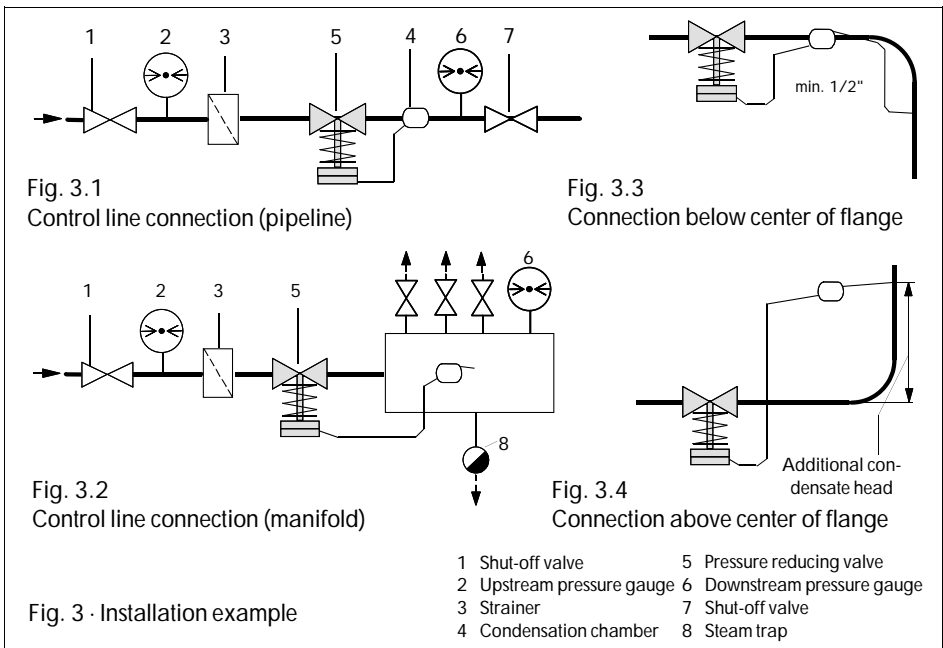 1 2 3 5 4 6 7
min. 1/2"
Fig. 3.1
Control line connection (pipeline)
Fig. 3.3
Connection below center of flange
1 2 3 5 6
8
Fig. 3.2
Control line connection (manifold)
Additional con-
densate head
Fig. 3.4
Connection above center of flange
1 Shut-off valve
2 Upstream pressure gauge
3 Strainer
4 Condensation chamber
5 Pressure reducing valve
6 Downstream pressure gauge
7 Shut-off valve
8 Steam trap
Fig. 3 · Installation example